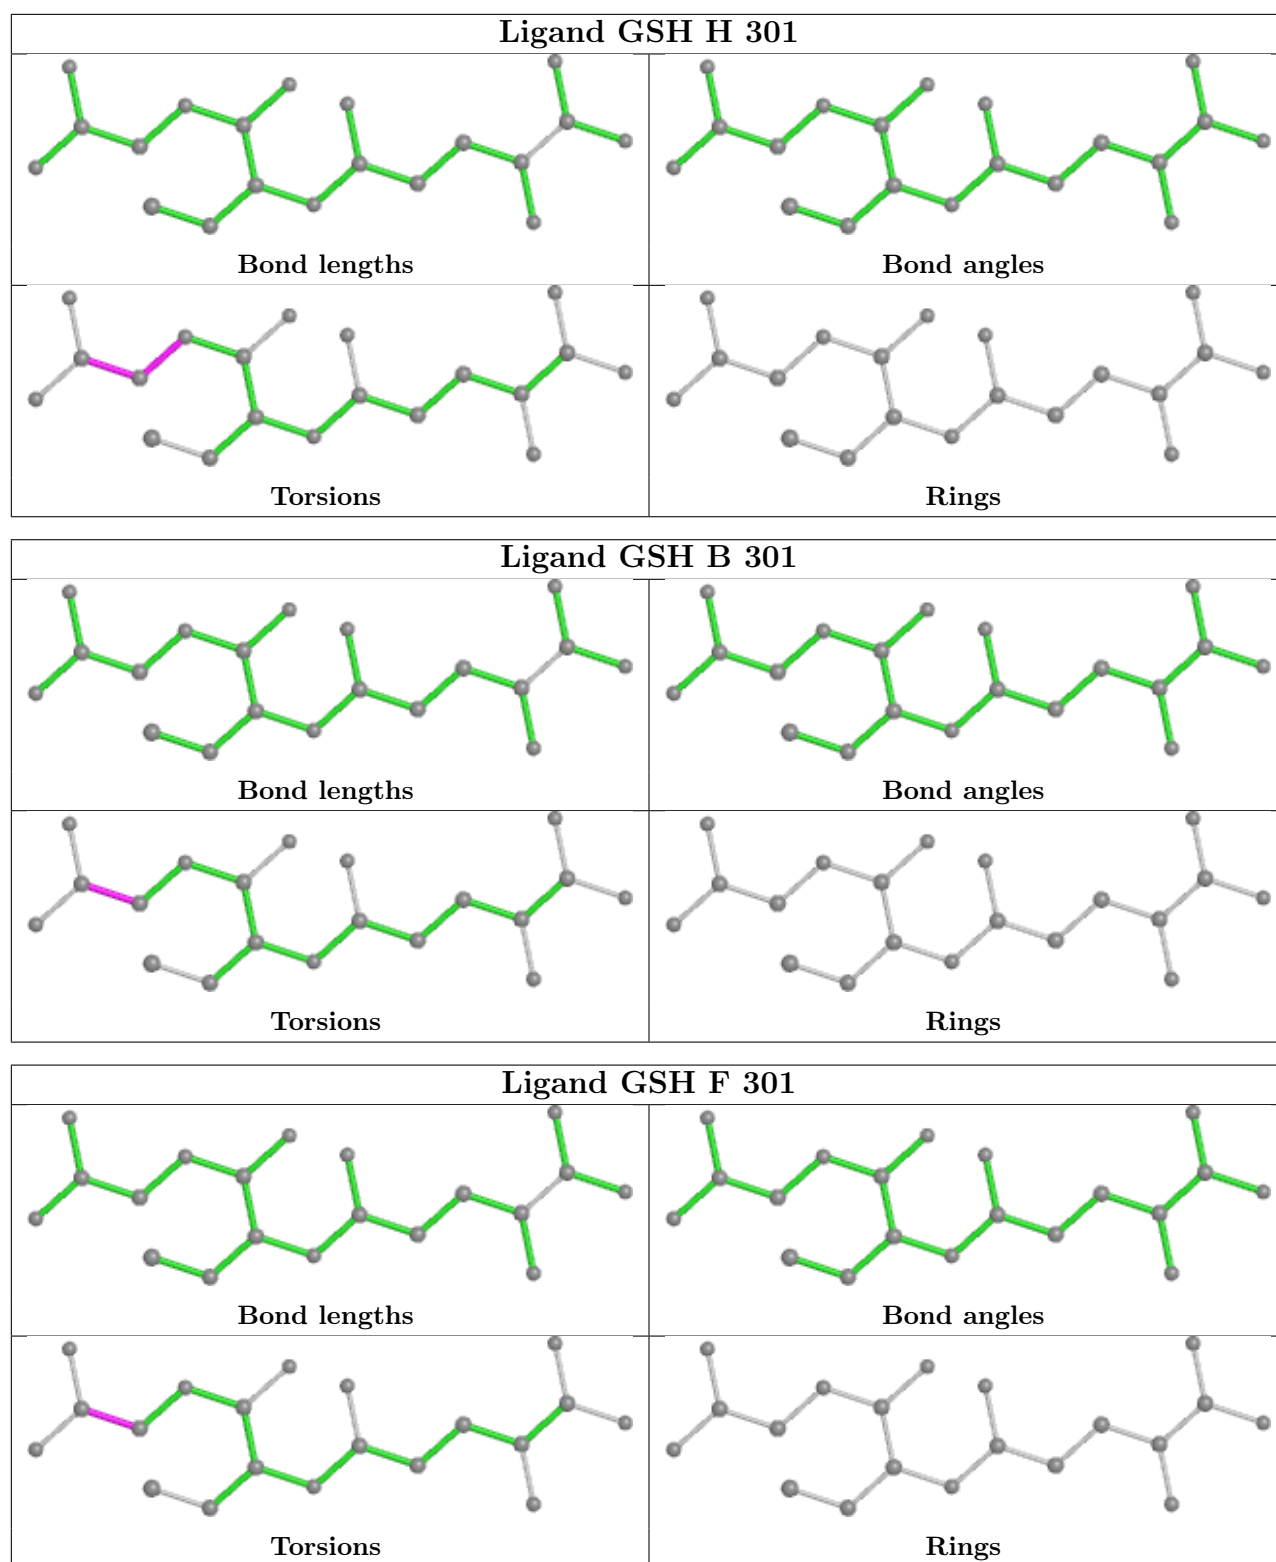 Ligand GSH H 301
Bond lengths
Bond angles
Torsions
Rings
Ligand GSH B 301
Bond lengths
Bond angles
Torsions
Rings
Ligand GSH F 301
Bond lengths
Bond angles
Torsions
Rings